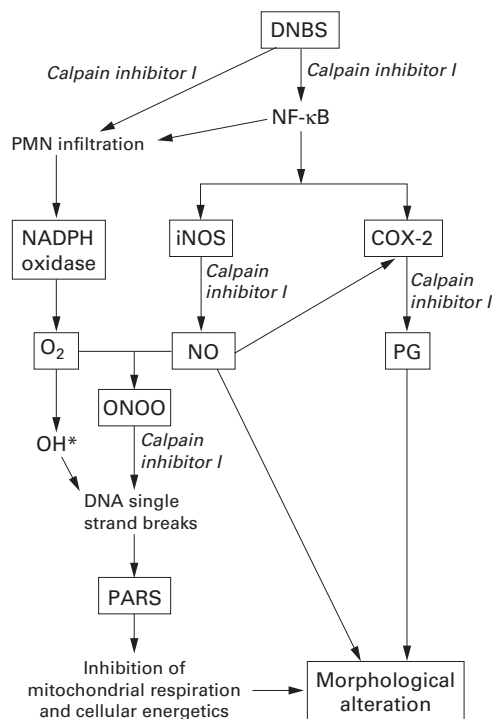 DNBS
Calpain inhibitor I
Calpain inhibitor I
NF-κB
PMN infiltration
NADPH
oxidase
iNOS
COX-2
Calpain
inhibitor I
Calpain
inhibitor I
O₂
NO
PG
ONOO
OH*
Calpain
inhibitor I
DNA single
strand breaks
PARS
Inhibition of
mitochondrial respiration
and cellular energetics
Morphological
alteration